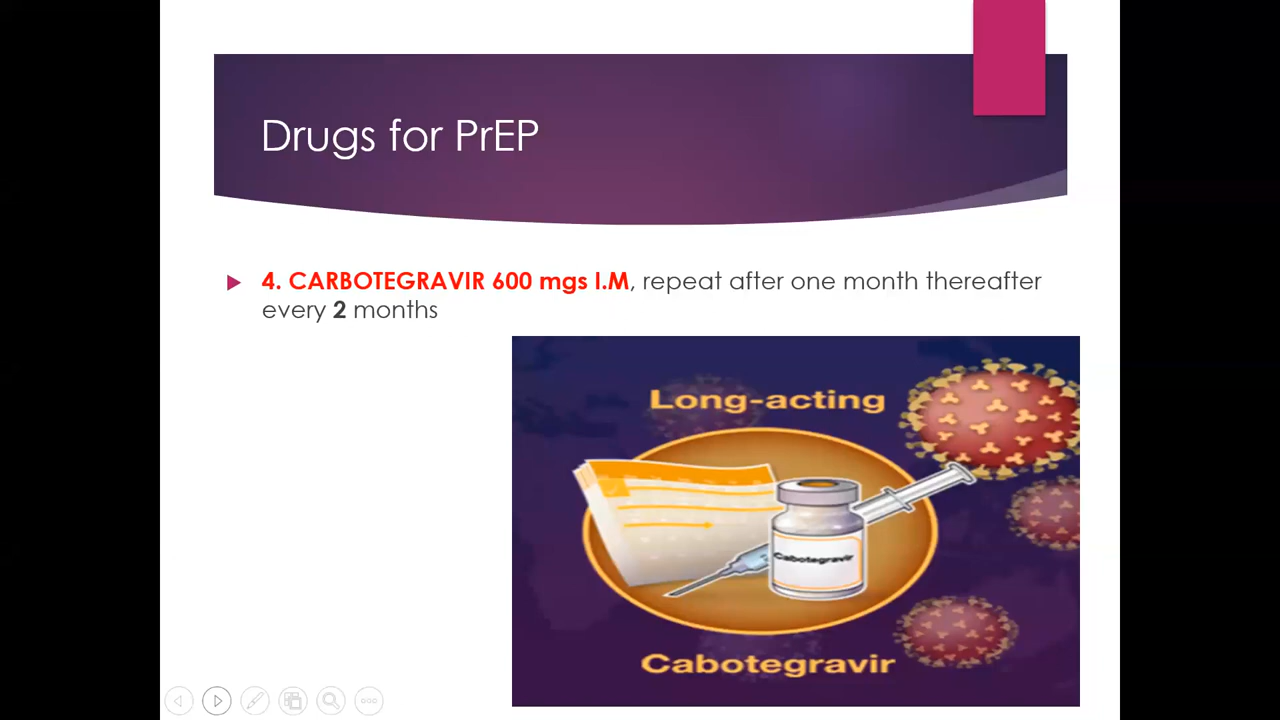 Drugs for PrEP
4. CARBOTEGRAVIR 600 mgs I.M, repeat after one month thereafter
every 2 months
Long-acting
Cabotegravir
Cabotegravir